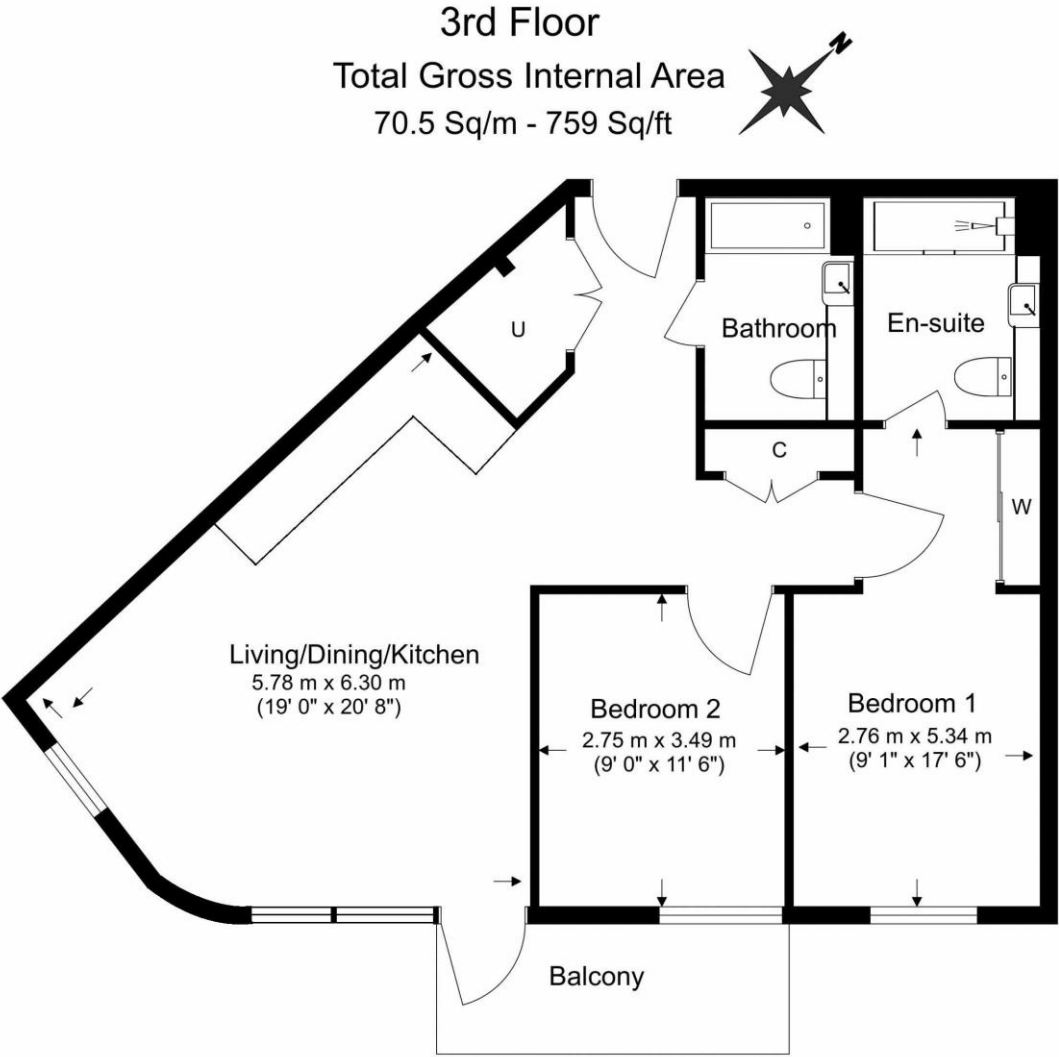 3rd Floor
Total Gross Internal Area
70.5 Sq/m - 759 Sq/ft
N
U
Bathroom
En-suite
C
W
Living/Dining/Kitchen
5.78 m x 6.30 m
(19' 0" x 20' 8")
Bedroom 2
2.75 m x 3.49 m
(9' 0" x 11' 6")
Bedroom 1
2.76 m x 5.34 m
(9' 1" x 17' 6")
Balcony